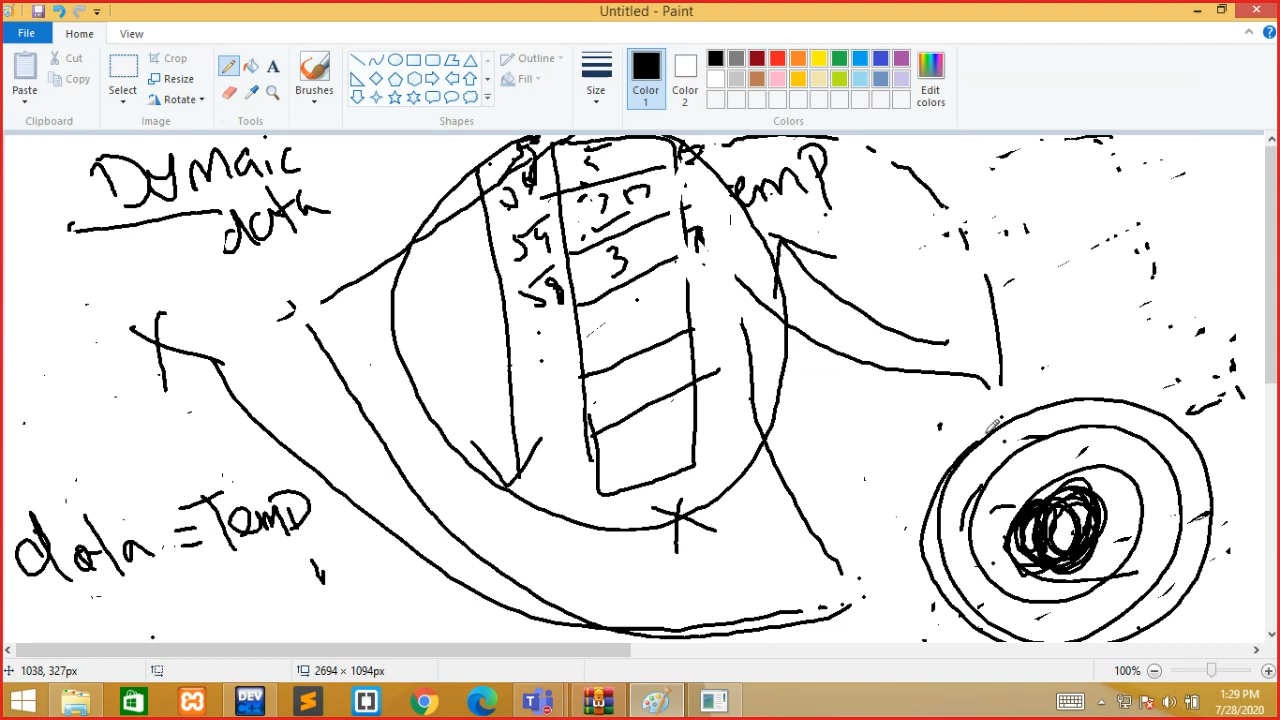 Untitled - Paint
File
Home
View
Paste
Cut
Copy
Clipboard
Select
Crop
Resize
Rotate
Image
Tools
Brushes
Shapes
Outline
Fill
Size
Color
1
Color
2
Edit
colors
Colors
DyMaic
data
emP
54
3
58
data = TemP
1038, 327px
2694 × 1094px
100%
DEV
1:29 PM
7/28/2020